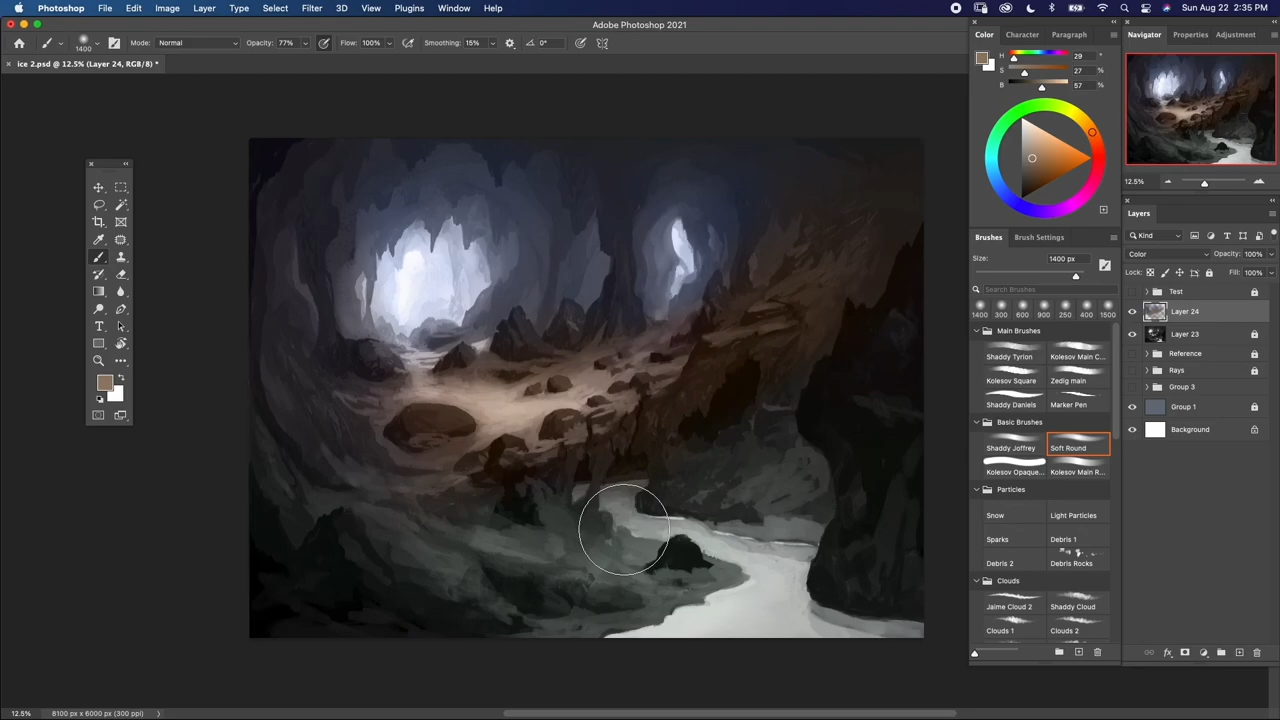 Photoshop File Edit Image Layer Type Select Filter 3D View Plugins Window Help Sun Aug 22 2:35 PM
Adobe Photoshop 2021
1400 Mode: Normal Opacity: 77% Flow: 100% Smoothing: 15% 0°
ice 2.psd @ 12.5% (Layer 24, RGB/8) *
Color Character Paragraph
H 29 °
S 27 %
B 57 %
Brushes Brush Settings
Size: 1400 px
Search Brushes
1400 300 600 900 250 400 1500
Main Brushes
Shaddy Tyrion Kolesov Main C...
Kolesov Square Zedig main
Shaddy Daniels Marker Pen
Basic Brushes
Shaddy Joffrey Soft Round
Kolesov Opaque... Kolesov Main R...
Particles
Snow Light Particles
Sparks Debris 1
Debris 2 Debris Rocks
Clouds
Jaime Cloud 2 Shaddy Cloud
Clouds 1 Clouds 2
Navigator Properties Adjustment
12.5%
Layers
Kind
Color Opacity: 100%
Lock: Fill: 100%
Test
Layer 24
Layer 23
Reference
Rays
Group 3
Group 1
Background
12.5% 8100 px x 6000 px (300 ppi)